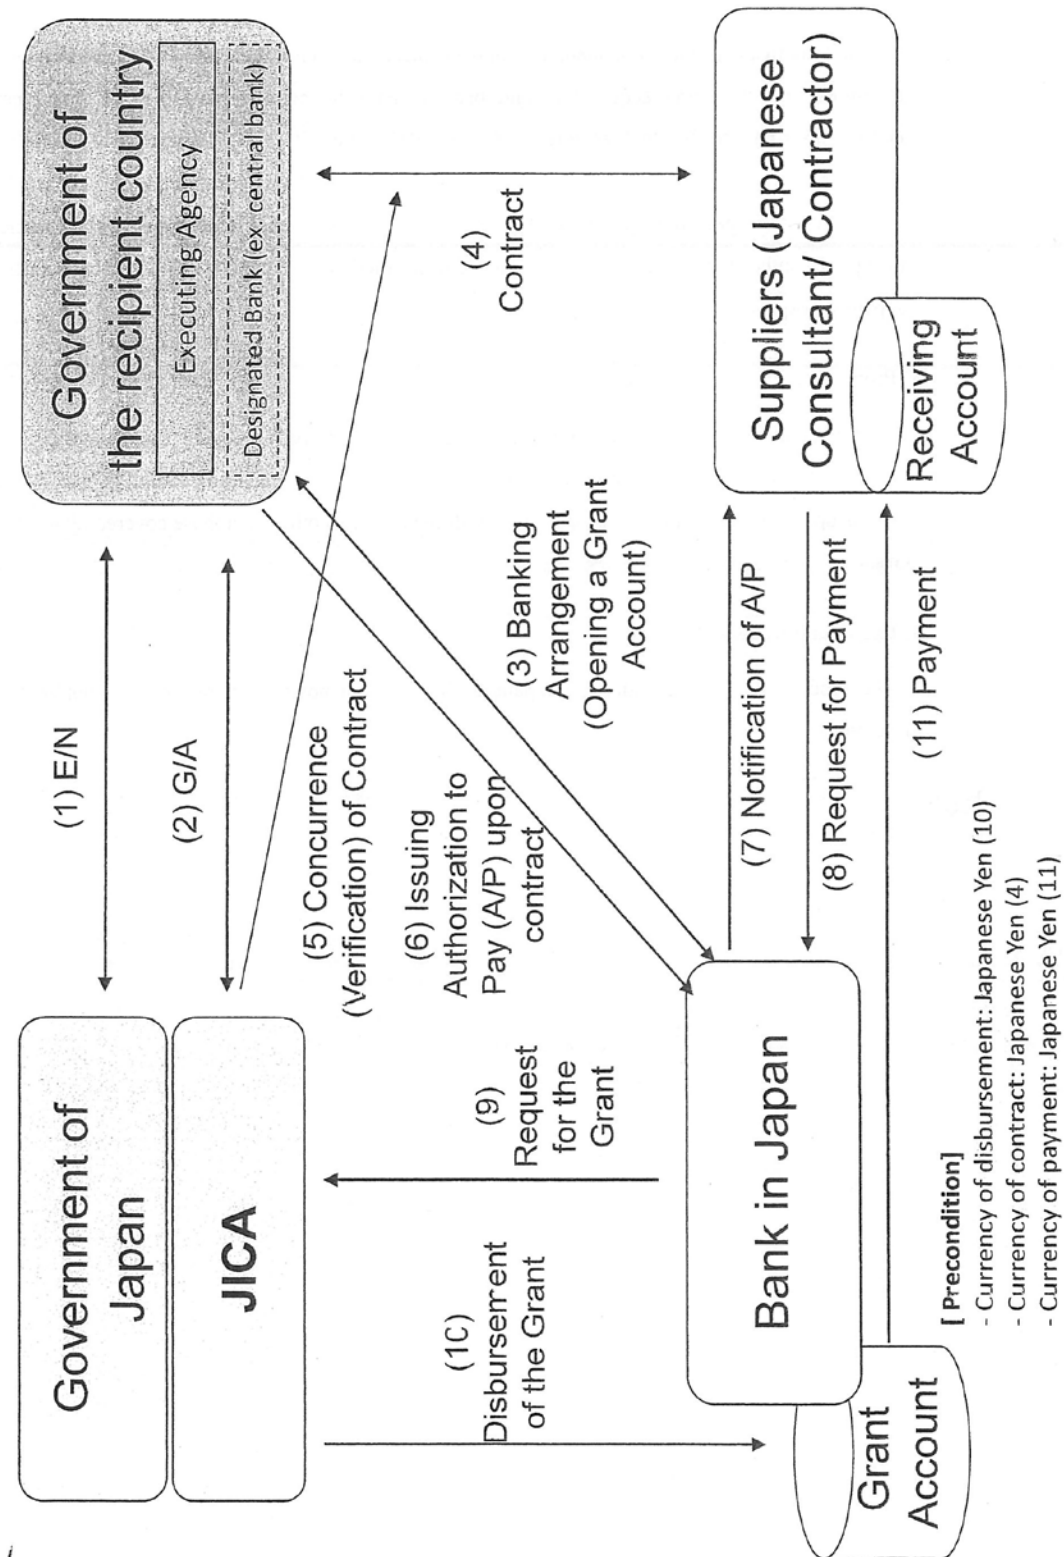 Government of
Japan
JICA
(1) E/N
(2) G/A
Government of
the recipient country
Executing Agency
Designated Bank (ex. central bank)
(5) Concurrence
(Verification) of Contract
(6) Issuing
Authorization to
Pay (A/P) upon
contract
(9)
Request
for the
Grant
(1C)
Disbursement
of the Grant
(3) Banking
Arrangement
(Opening a Grant
Account)
(4)
Contract
Bank in Japan
Grant
Account
(7) Notification of A/P
(8) Request for Payment
(11) Payment
Suppliers (Japanese
Consultant/ Contractor)
Receiving
Account
[ Precondition]
- Currency of disbursement: Japanese Yen (10)
- Currency of contract: Japanese Yen (4)
- Currency of payment: Japanese Yen (11)